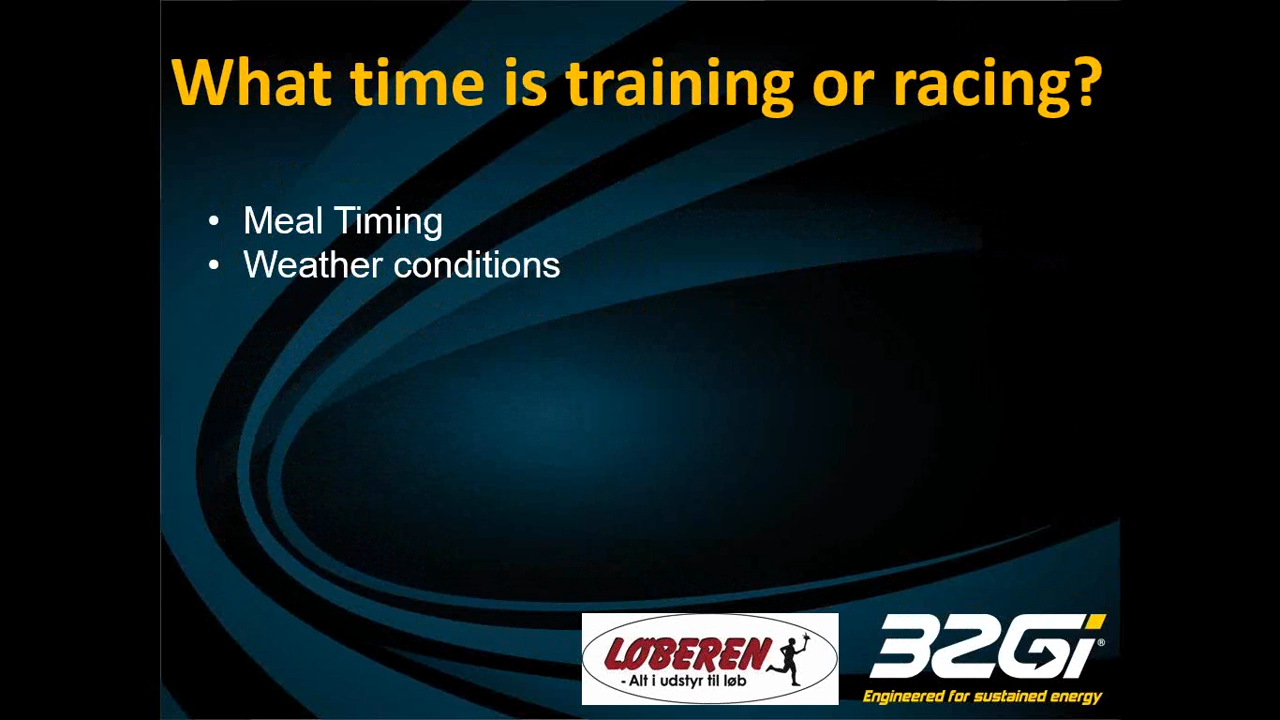 What time is training or racing?
• Meal Timing
• Weather conditions
LØBEREN
- Alt i udstyr til løb
32Gi®
Engineered for sustained energy